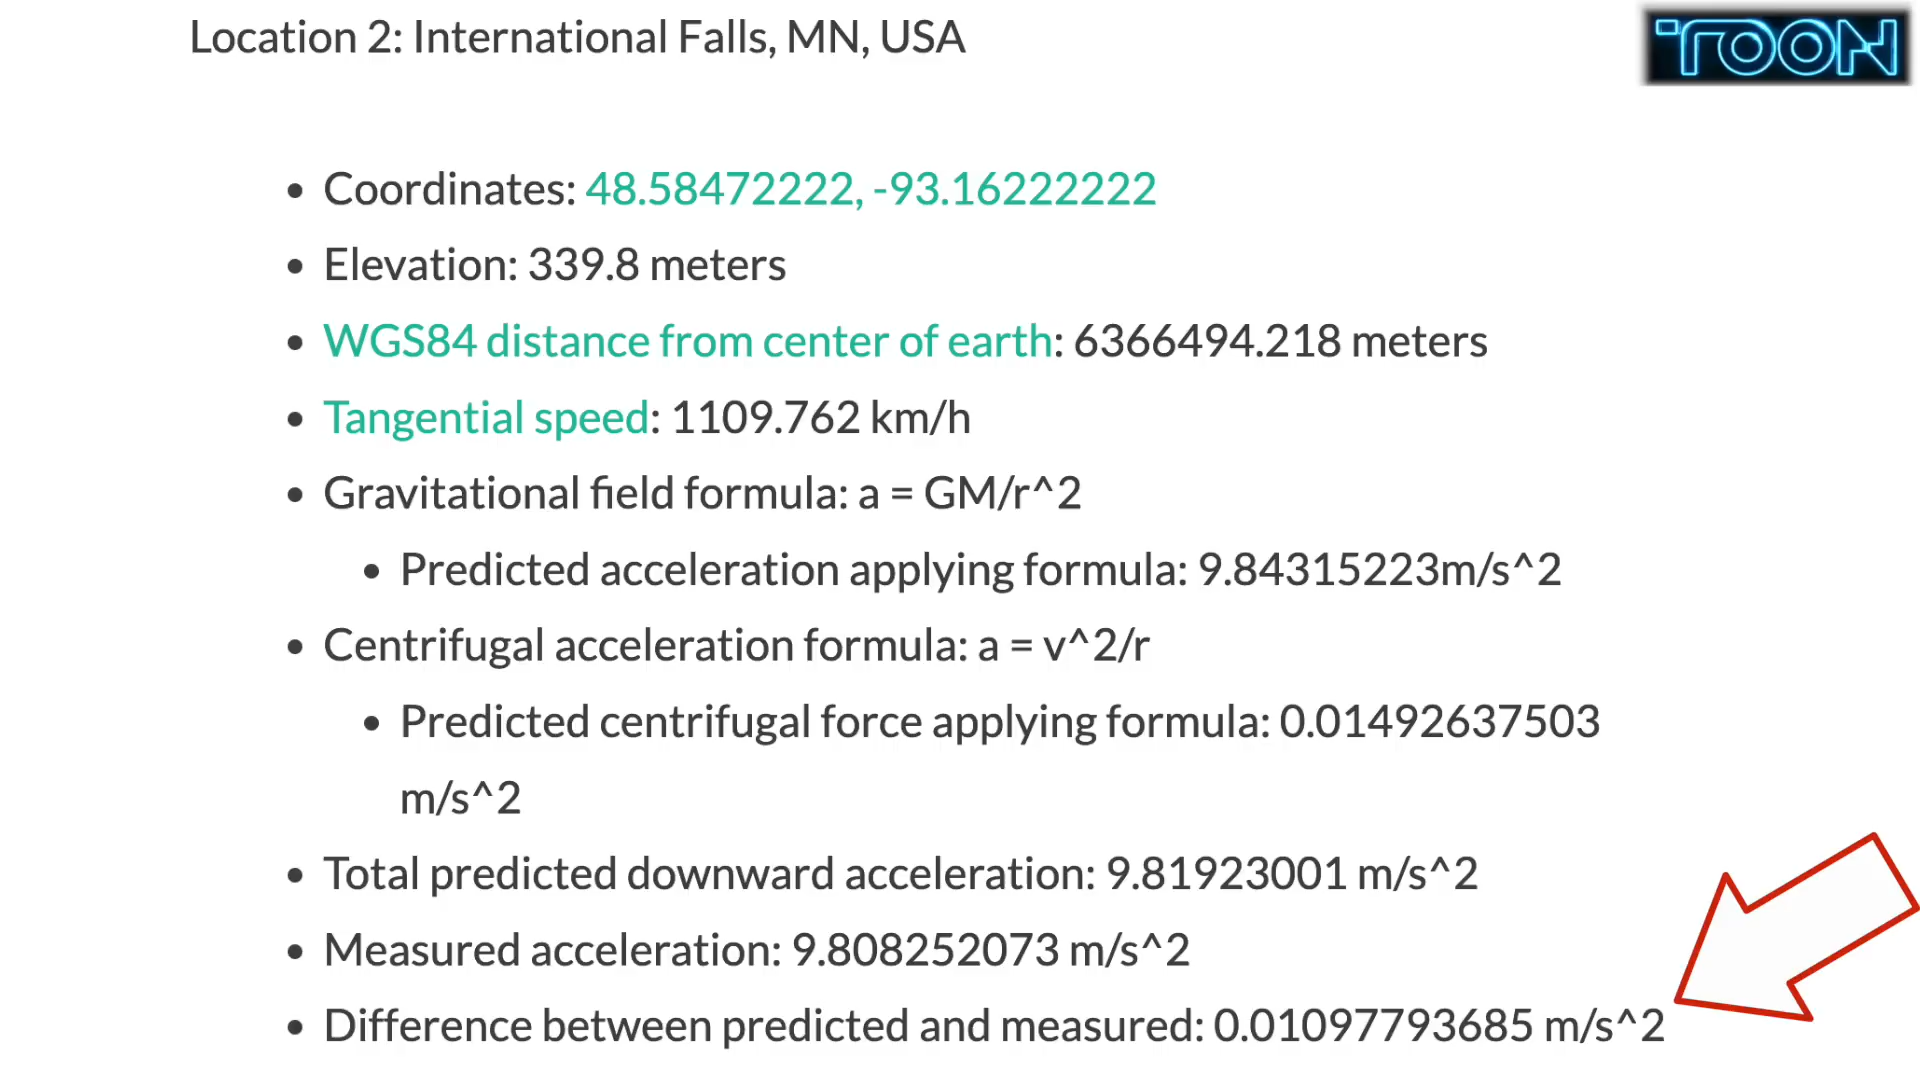 Location 2: International Falls, MN, USA
TOON
• Coordinates: 48.58472222, -93.16222222
• Elevation: 339.8 meters
• WGS84 distance from center of earth: 6366494.218 meters
• Tangential speed: 1109.762 km/h
• Gravitational field formula: a = GM/r^2
• Predicted acceleration applying formula: 9.84315223m/s^2
• Centrifugal acceleration formula: a = v^2/r
• Predicted centrifugal force applying formula: 0.01492637503
m/s^2
• Total predicted downward acceleration: 9.81923001 m/s^2
• Measured acceleration: 9.808252073 m/s^2
• Difference between predicted and measured: 0.01097793685 m/s^2